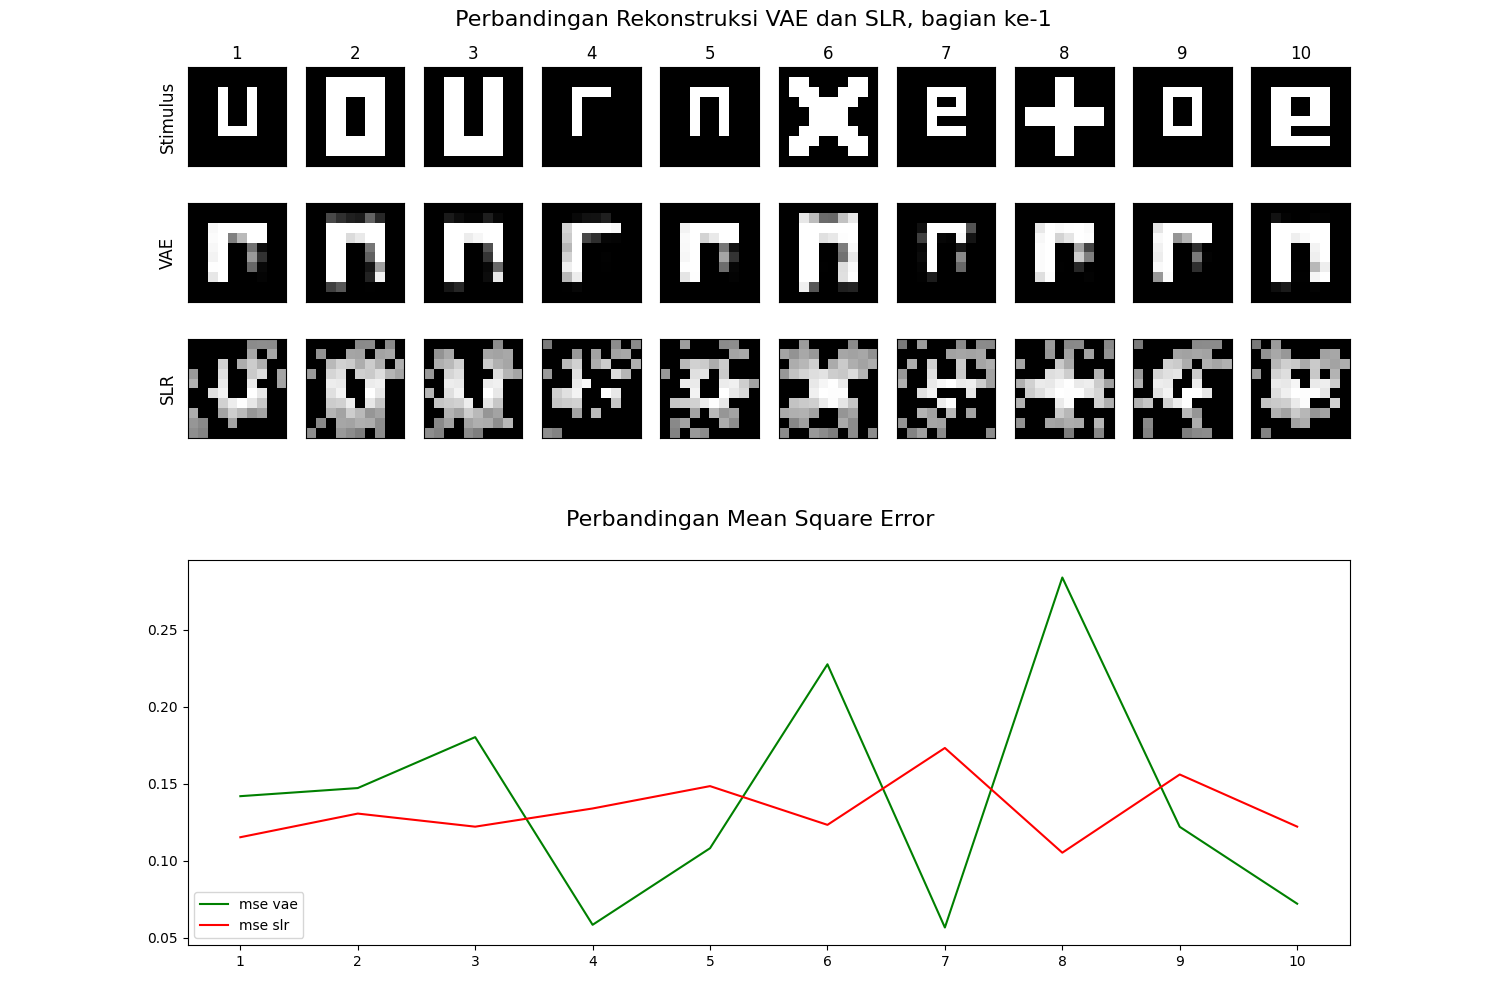 Perbandingan Rekonstruksi VAE dan SLR, bagian ke-1
1 2 3 4 5 6 7 8 9 10
Stimulus
u o u r n x e + o e
VAE
SLR
Perbandingan Mean Square Error
0.25
0.20
0.15
0.10
0.05
mse vae
mse slr
1 2 3 4 5 6 7 8 9 10